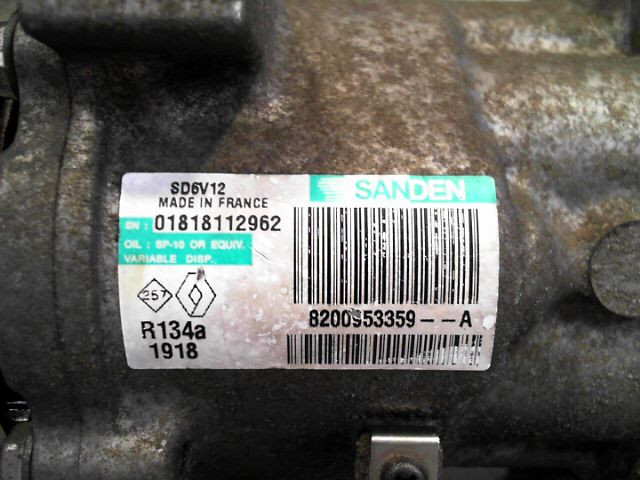 SD6V12
MADE IN FRANCE
SANDEN
SN : 01818112962
OIL : SP-10 OR EQUIV.
VARIABLE DISP.
257
R134a
1918
8200953359--A